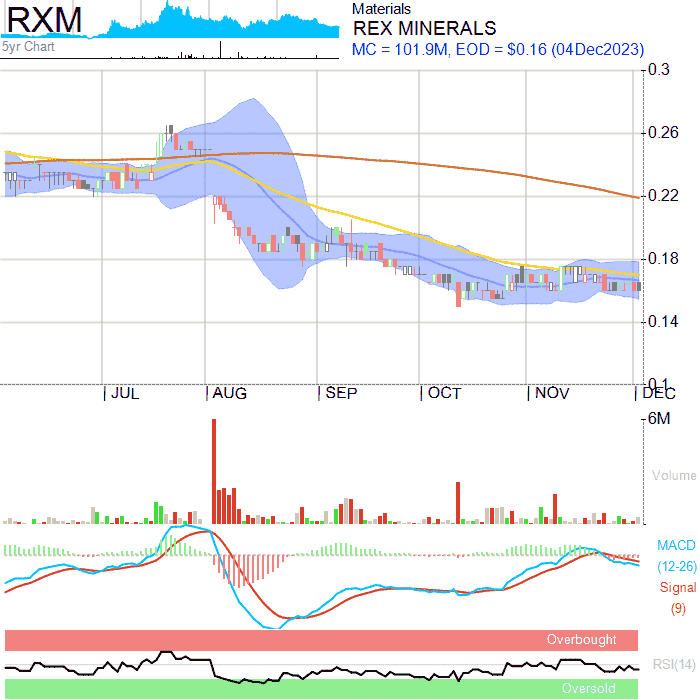 RXM
5yr Chart
Materials
REX MINERALS
MC = 101.9M, EOD = $0.16 (04Dec2023)
0.3
0.26
0.22
0.18
0.14
0.1
JUL AUG SEP OCT NOV DEC
6M
Volume
MACD
(12-26)
Signal
(9)
Overbought
RSI(14)
Oversold